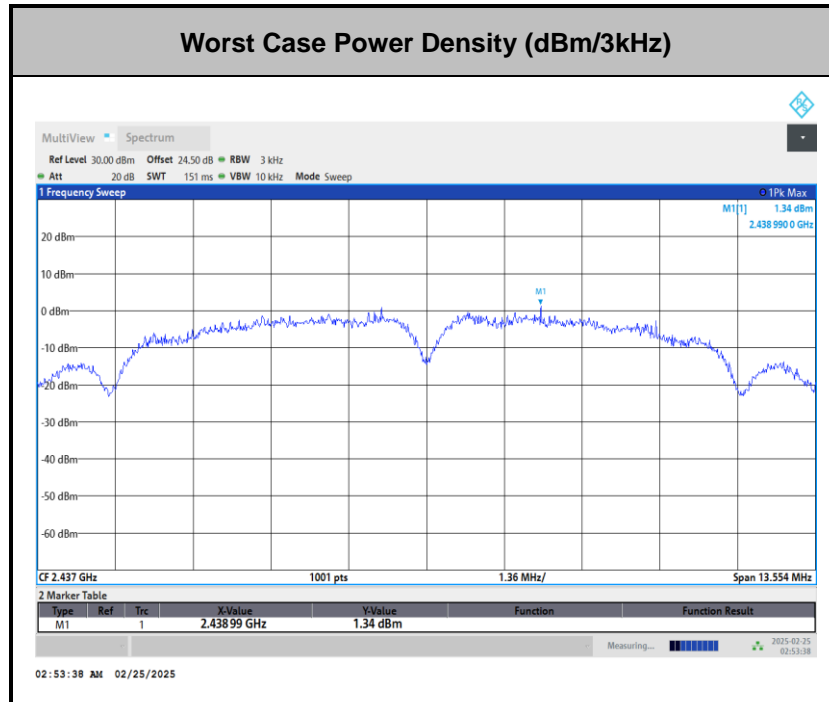 Worst Case Power Density (dBm/3kHz)
R S
MultiView Spectrum
Ref Level 30.00 dBm Offset 24.50 dB RBW 3 kHz
Att 20 dB SWT 151 ms VBW 10 kHz Mode Sweep
1 Frequency Sweep 1Pk Max
M1[1] 1.34 dBm
2.438 990 0 GHz
20 dBm
10 dBm
M1
0 dBm
-10 dBm
-20 dBm
-30 dBm
-40 dBm
-50 dBm
-60 dBm
CF 2.437 GHz 1001 pts 1.36 MHz/ Span 13.554 MHz
2 Marker Table
Type Ref Trc X-Value Y-Value Function Function Result
M1 1 2.43899 GHz 1.34 dBm
Measuring... 2025-02-25
02:53:38
02:53:38 AM 02/25/2025